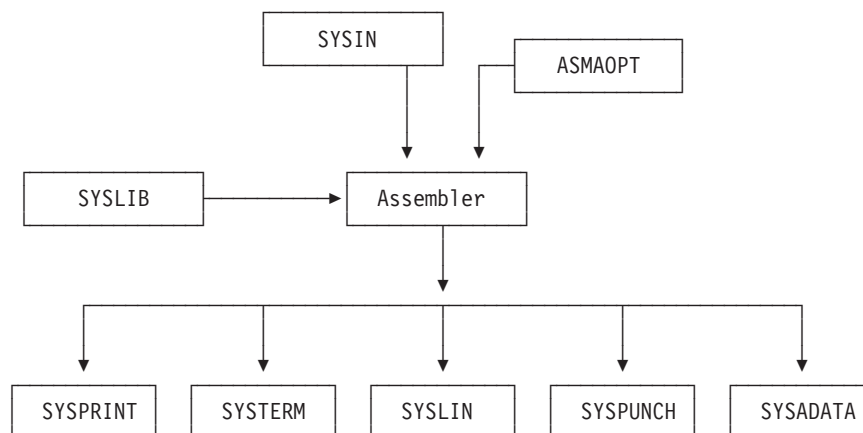 SYSIN
ASMAOPT
SYSLIB
Assembler
SYSPRINT
SYSTERM
SYSLIN
SYSPUNCH
SYSADATA